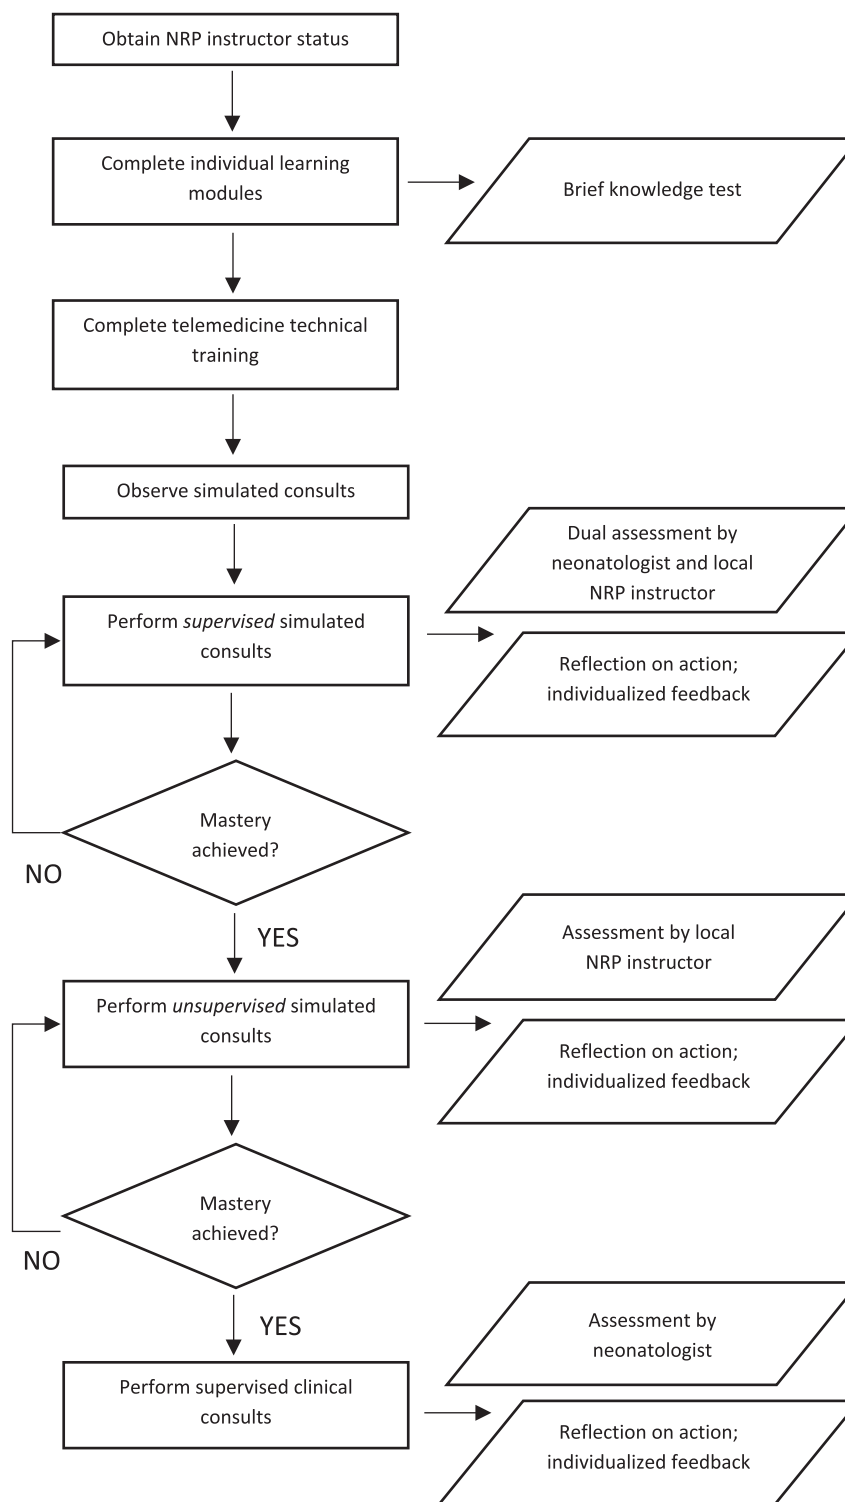 Obtain NRP instructor status
Complete individual learning
modules
Brief knowledge test
Complete telemedicine technical
training
Observe simulated consults
Dual assessment by
neonatologist and local
NRP instructor
Perform supervised simulated
consults
Reflection on action;
individualized feedback
Mastery
achieved?
NO
YES
Assessment by local
NRP instructor
Perform unsupervised simulated
consults
Reflection on action;
individualized feedback
Mastery
achieved?
NO
YES
Assessment by
neonatologist
Perform supervised clinical
consults
Reflection on action;
individualized feedback